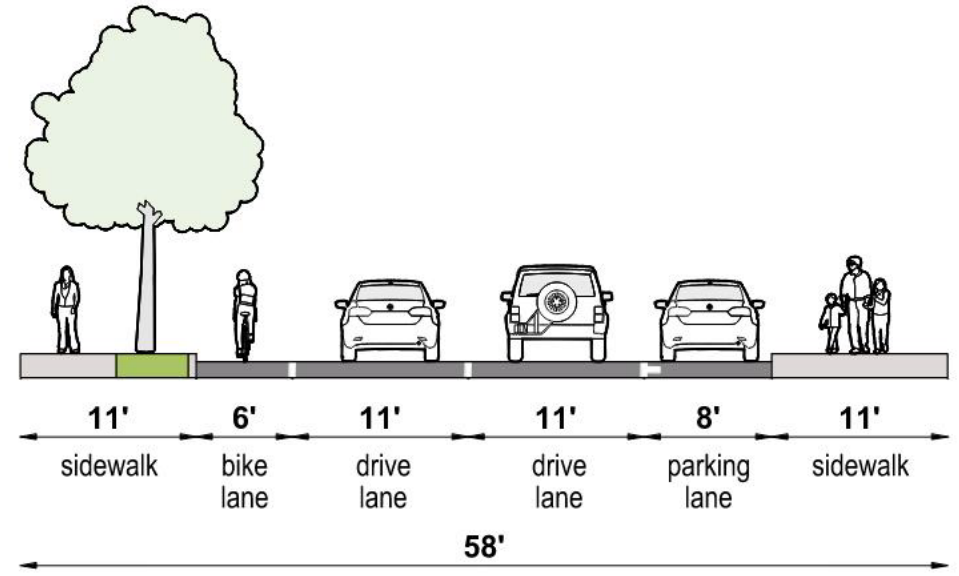 11' 6' 11' 11' 8' 11'
sidewalk bike lane drive lane drive lane parking lane sidewalk
58'